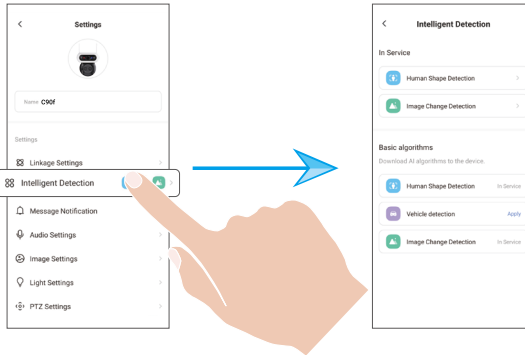 Settings
Name C90f
Settings
Linkage Settings
Intelligent Detection
Message Notification
Audio Settings
Image Settings
Light Settings
PTZ Settings
Intelligent Detection
In Service
Human Shape Detection
Image Change Detection
Basic algorithms
Download AI algorithms to the device.
Human Shape Detection In Service
Vehicle detection Apply
Image Change Detection In Service